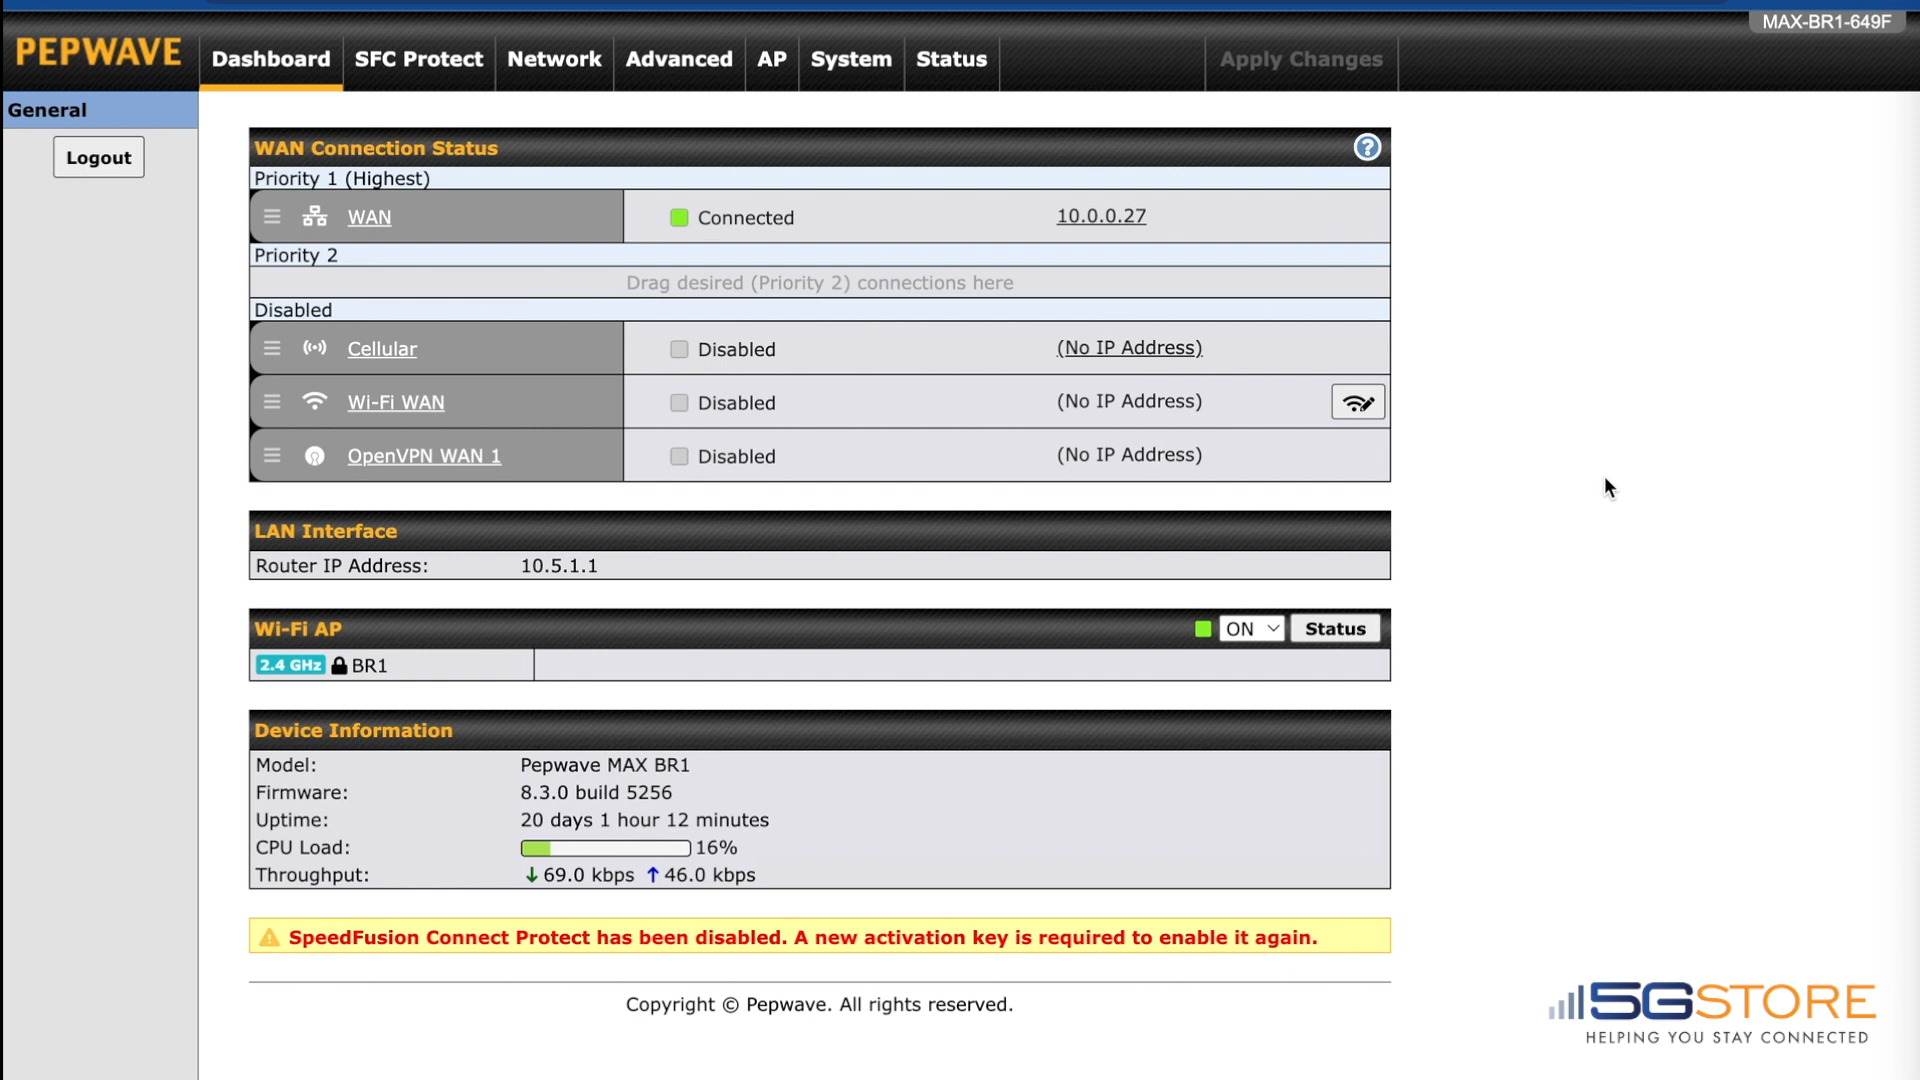 MAX-BR1-649F
PEPWAVE Dashboard SFC Protect Network Advanced AP System Status Apply Changes
General
Logout
WAN Connection Status
Priority 1 (Highest)
WAN Connected 10.0.0.27
Priority 2
Drag desired (Priority 2) connections here
Disabled
Cellular Disabled (No IP Address)
Wi-Fi WAN Disabled (No IP Address)
OpenVPN WAN 1 Disabled (No IP Address)
LAN Interface
Router IP Address: 10.5.1.1
Wi-Fi AP ON Status
2.4 GHz BR1
Device Information
Model: Pepwave MAX BR1
Firmware: 8.3.0 build 5256
Uptime: 20 days 1 hour 12 minutes
CPU Load: 16%
Throughput: 69.0 kbps 46.0 kbps
SpeedFusion Connect Protect has been disabled. A new activation key is required to enable it again.
Copyright © Pepwave. All rights reserved.
5GSTORE
HELPING YOU STAY CONNECTED